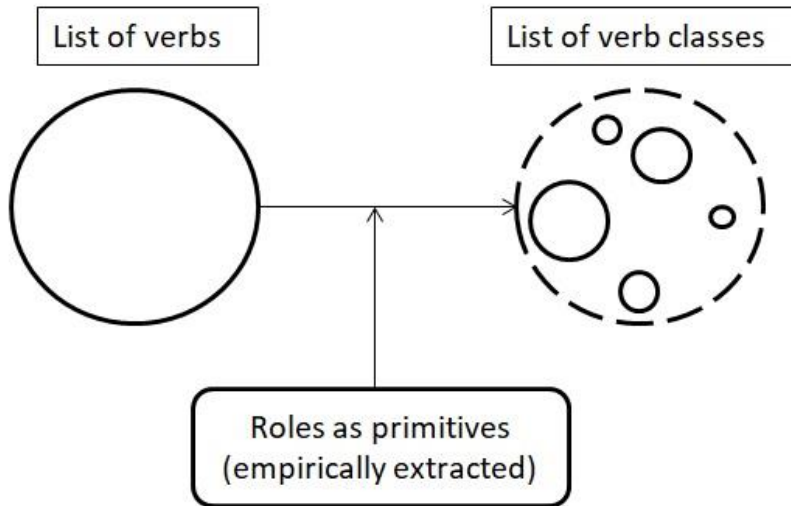 List of verbs
List of verb classes
Roles as primitives
(empirically extracted)